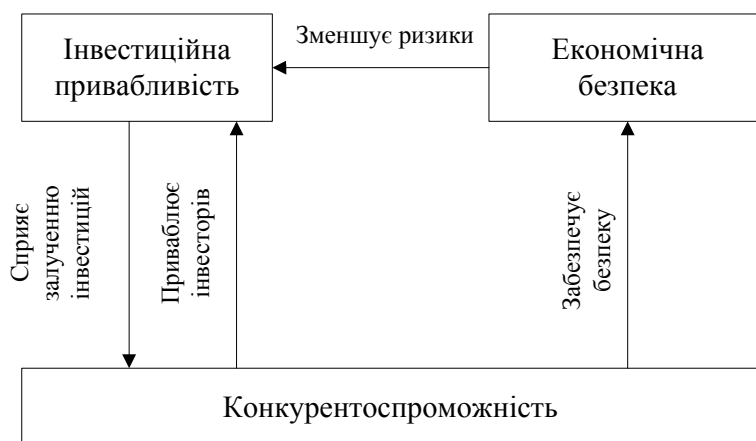 Інвестиційна
привабливість
Зменшує ризики
Економічна
безпека
Сприяє
залученню
інвестицій
Приваблює
інвесторів
Забезпечує
безпеку
Конкурентоспроможність